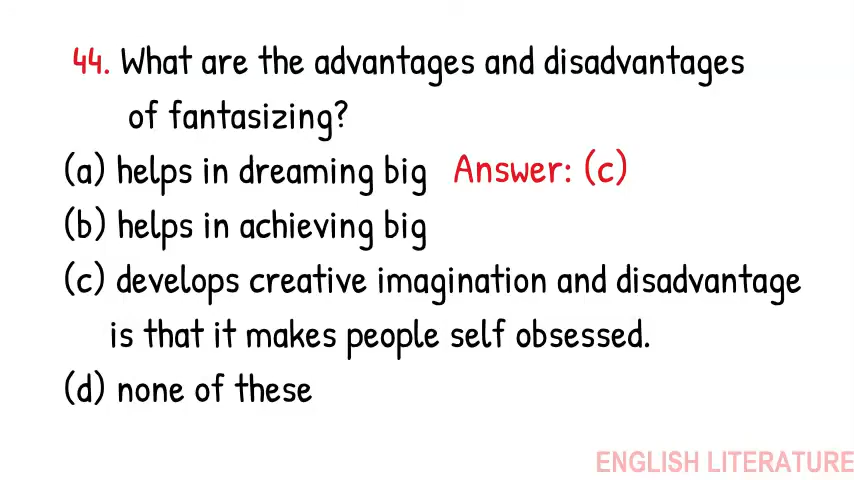 44. What are the advantages and disadvantages
of fantasizing?
(a) helps in dreaming big Answer: (c)
(b) helps in achieving big
(c) develops creative imagination and disadvantage
is that it makes people self obsessed.
(d) none of these
ENGLISH LITERATURE